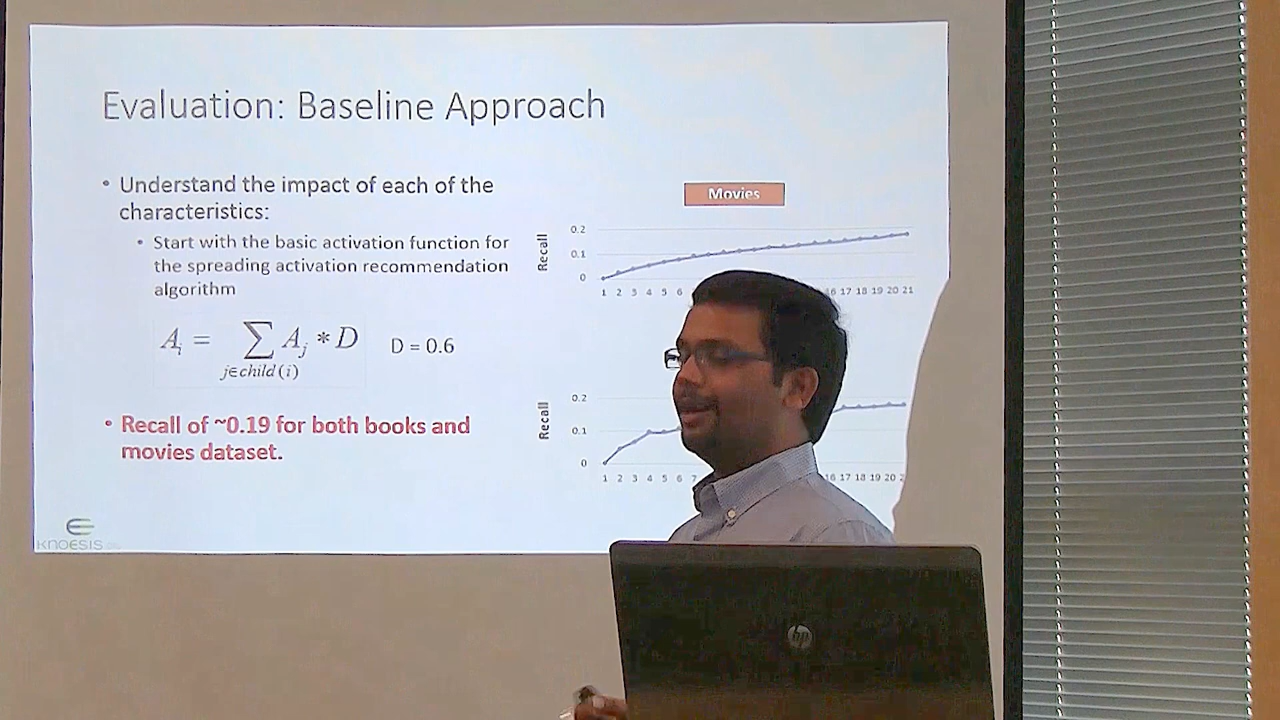 Evaluation: Baseline Approach
• Understand the impact of each of the
characteristics:
• Start with the basic activation function for
the spreading activation recommendation
algorithm
A_i = ∑ A_j * D
j∈child(i)
D = 0.6
• Recall of ~0.19 for both books and
movies dataset.
KNOESIS
Movies
Recall
0.2
0.1
0
1 2 3 4 5 6 16 17 18 19 20 21
Recall
0.2
0.1
0
1 2 3 4 5 6 7 16 17 18 19 20
hp